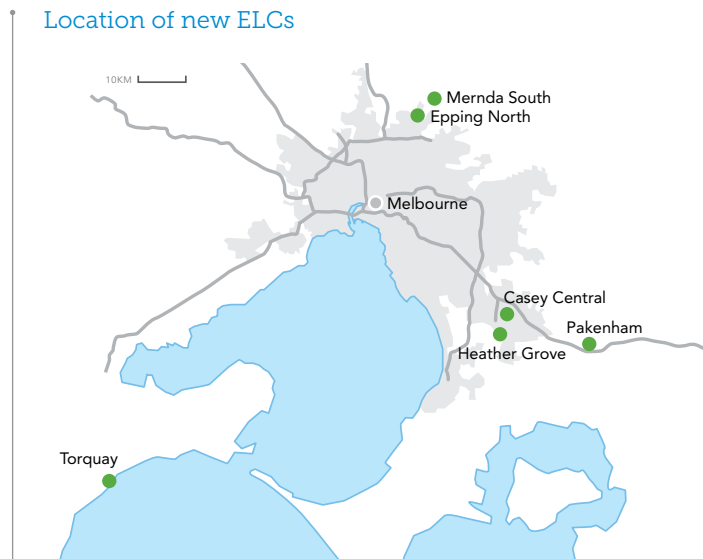 Location of new ELCs
10KM
Mernda South
Epping North
Melbourne
Casey Central
Pakenham
Heather Grove
Torquay